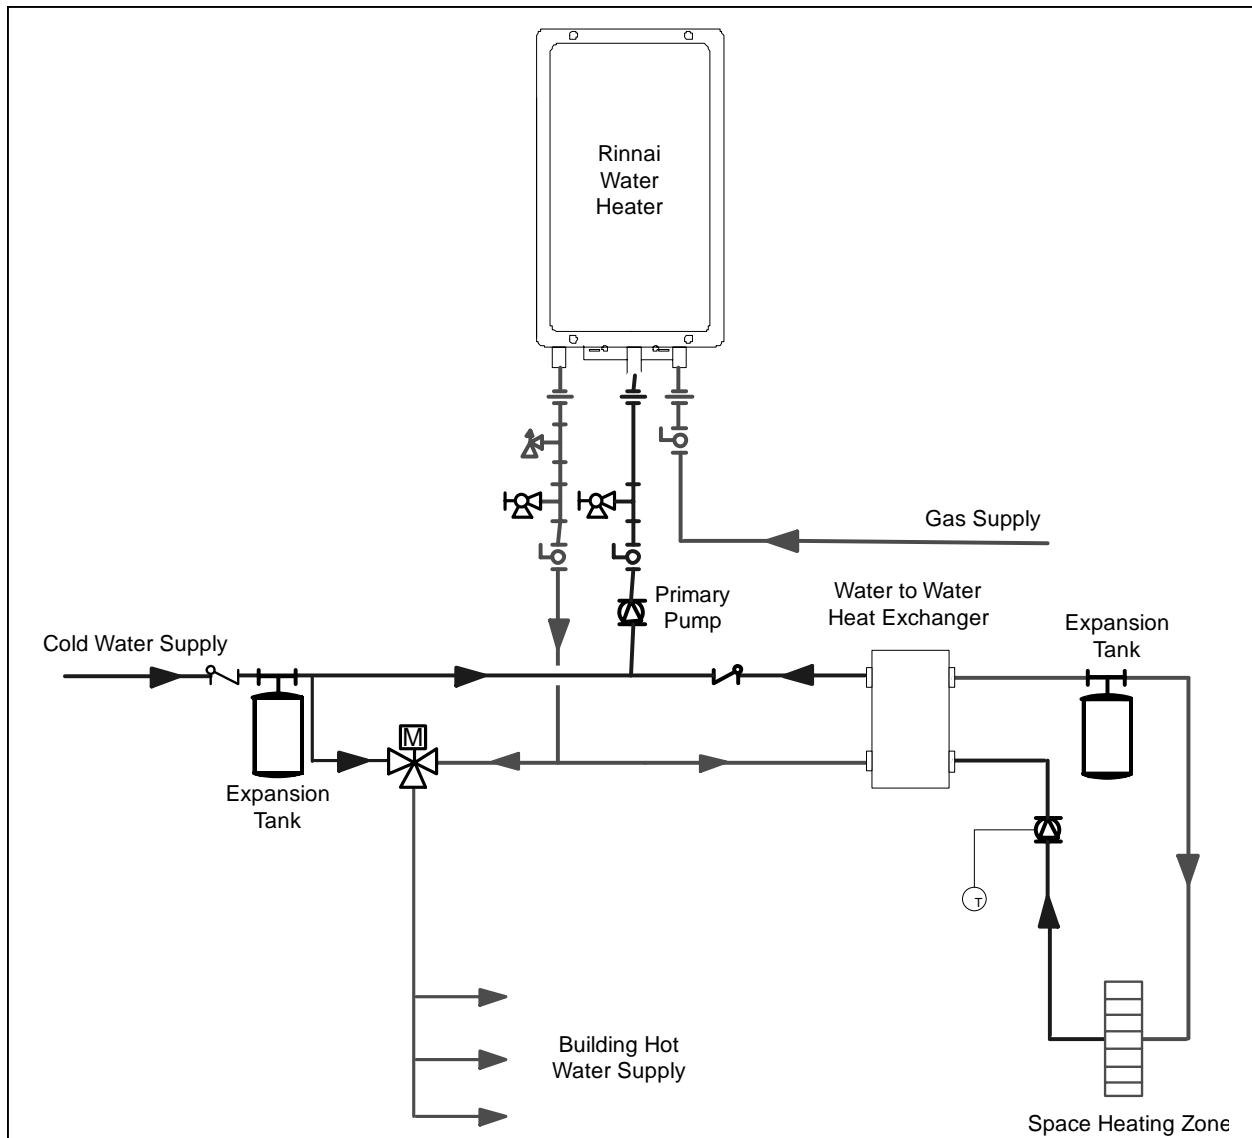 Rinnai
Water
Heater
Gas Supply
Primary
Pump
Water to Water
Heat Exchanger
Expansion
Tank
Cold Water Supply
M
Expansion
Tank
T
Building Hot
Water Supply
Space Heating Zone